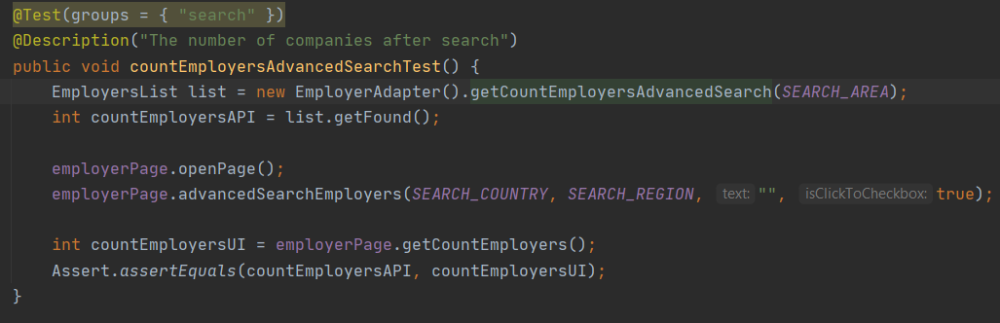 @Test(groups = { "search" })
@Description("The number of companies after search")
public void countEmployersAdvancedSearchTest() {
EmployersList list = new EmployerAdapter().getCountEmployersAdvancedSearch(SEARCH_AREA);
int countEmployersAPI = list.getFound();
employerPage.openPage();
employerPage.advancedSearchEmployers(SEARCH_COUNTRY, SEARCH_REGION, text: "", isClickToCheckbox: true);
int countEmployersUI = employerPage.getCountEmployers();
Assert.assertEquals(countEmployersAPI, countEmployersUI);
}